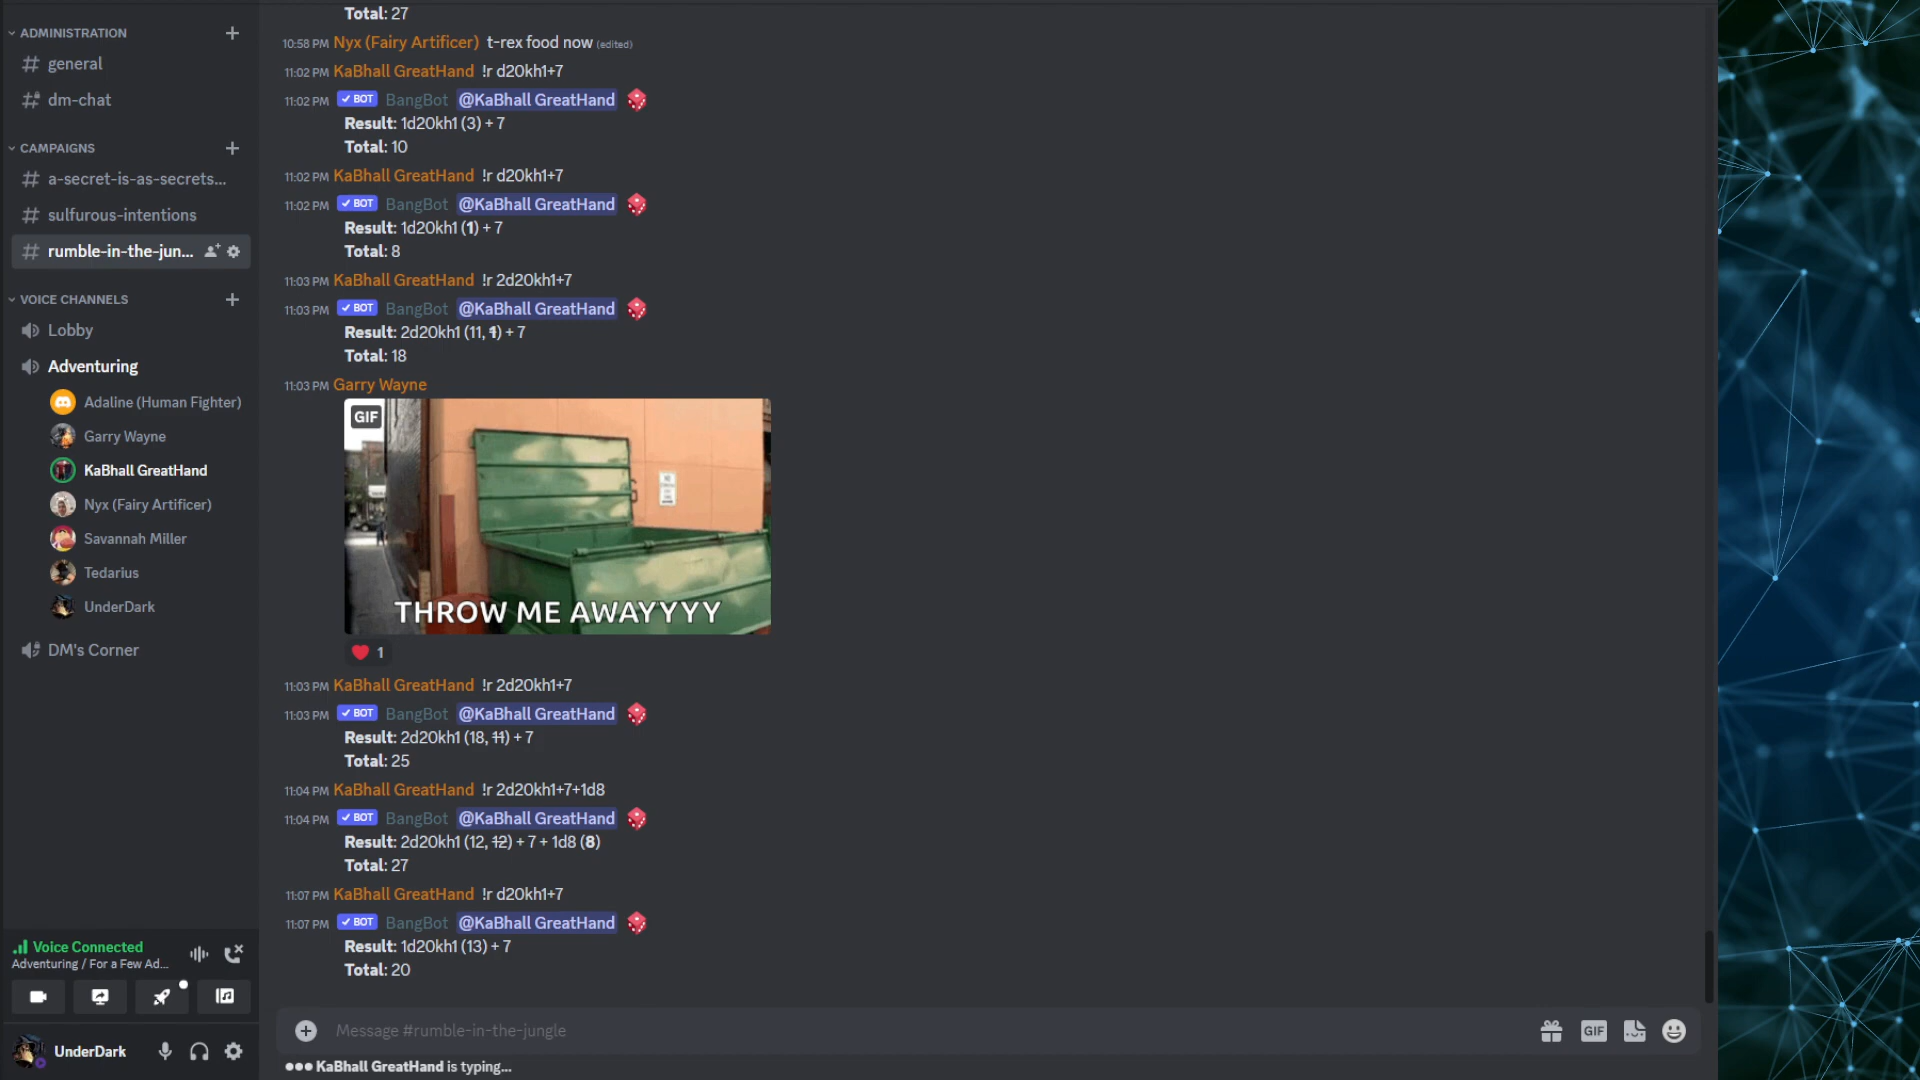 ADMINISTRATION
general
dm-chat
CAMPAIGNS
a-secret-is-as-secrets...
sulfurous-intentions
rumble-in-the-jun...
VOICE CHANNELS
Lobby
Adventuring
Adaline (Human Fighter)
Garry Wayne
KaBhall GreatHand
Nyx (Fairy Artificer)
Savannah Miller
Tedarius
UnderDark
DM's Corner
Voice Connected
Adventuring / For a Few Ad...
UnderDark
Total: 27
10:58 PM Nyx (Fairy Artificer) t-rex food now (edited)
11:02 PM KaBhall GreatHand !r d20kh1+7
11:02 PM BOT BangBot @KaBhall GreatHand
Result: 1d20kh1 (3) + 7
Total: 10
11:02 PM KaBhall GreatHand !r d20kh1+7
11:02 PM BOT BangBot @KaBhall GreatHand
Result: 1d20kh1 (1) + 7
Total: 8
11:03 PM KaBhall GreatHand !r 2d20kh1+7
11:03 PM BOT BangBot @KaBhall GreatHand
Result: 2d20kh1 (11, 1) + 7
Total: 18
11:03 PM Garry Wayne
GIF
THROW ME AWAYYYY
1
11:03 PM KaBhall GreatHand !r 2d20kh1+7
11:03 PM BOT BangBot @KaBhall GreatHand
Result: 2d20kh1 (18, 11) + 7
Total: 25
11:04 PM KaBhall GreatHand !r 2d20kh1+7+1d8
11:04 PM BOT BangBot @KaBhall GreatHand
Result: 2d20kh1 (12, 12) + 7 + 1d8 (8)
Total: 27
11:07 PM KaBhall GreatHand !r d20kh1+7
11:07 PM BOT BangBot @KaBhall GreatHand
Result: 1d20kh1 (13) + 7
Total: 20
Message #rumble-in-the-jungle
GIF
KaBhall GreatHand is typing...